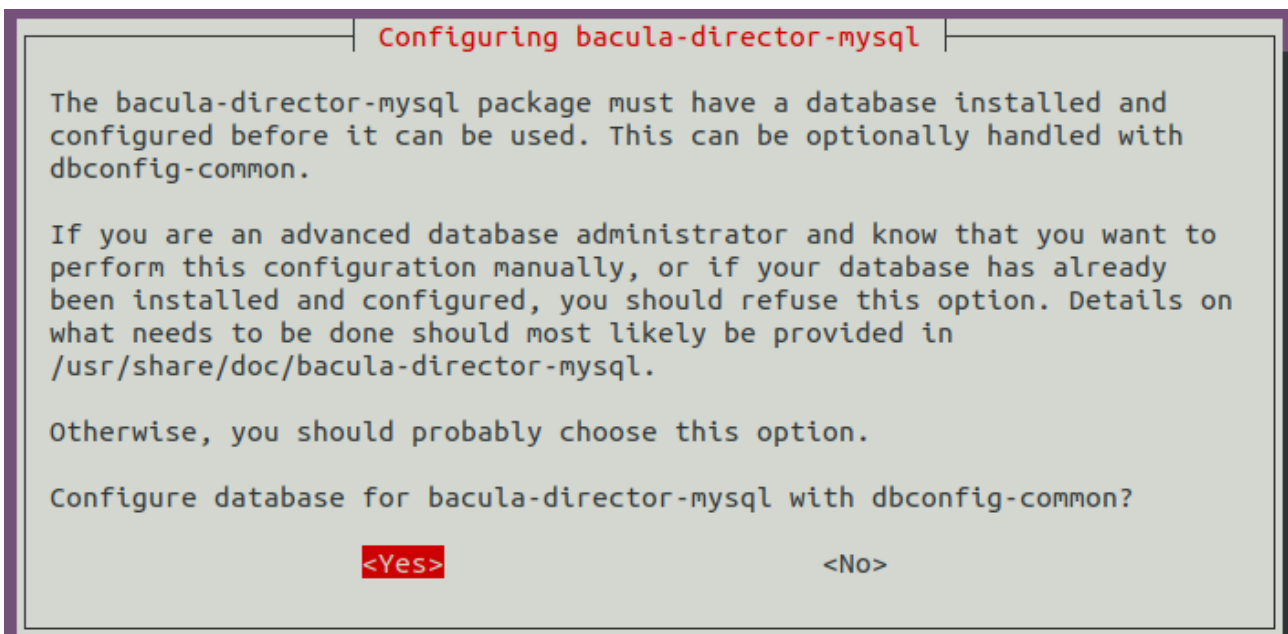 Configuring bacula-director-mysql
The bacula-director-mysql package must have a database installed and
configured before it can be used. This can be optionally handled with
dbconfig-common.
If you are an advanced database administrator and know that you want to
perform this configuration manually, or if your database has already
been installed and configured, you should refuse this option. Details on
what needs to be done should most likely be provided in
/usr/share/doc/bacula-director-mysql.
Otherwise, you should probably choose this option.
Configure database for bacula-director-mysql with dbconfig-common?
<Yes> <No>